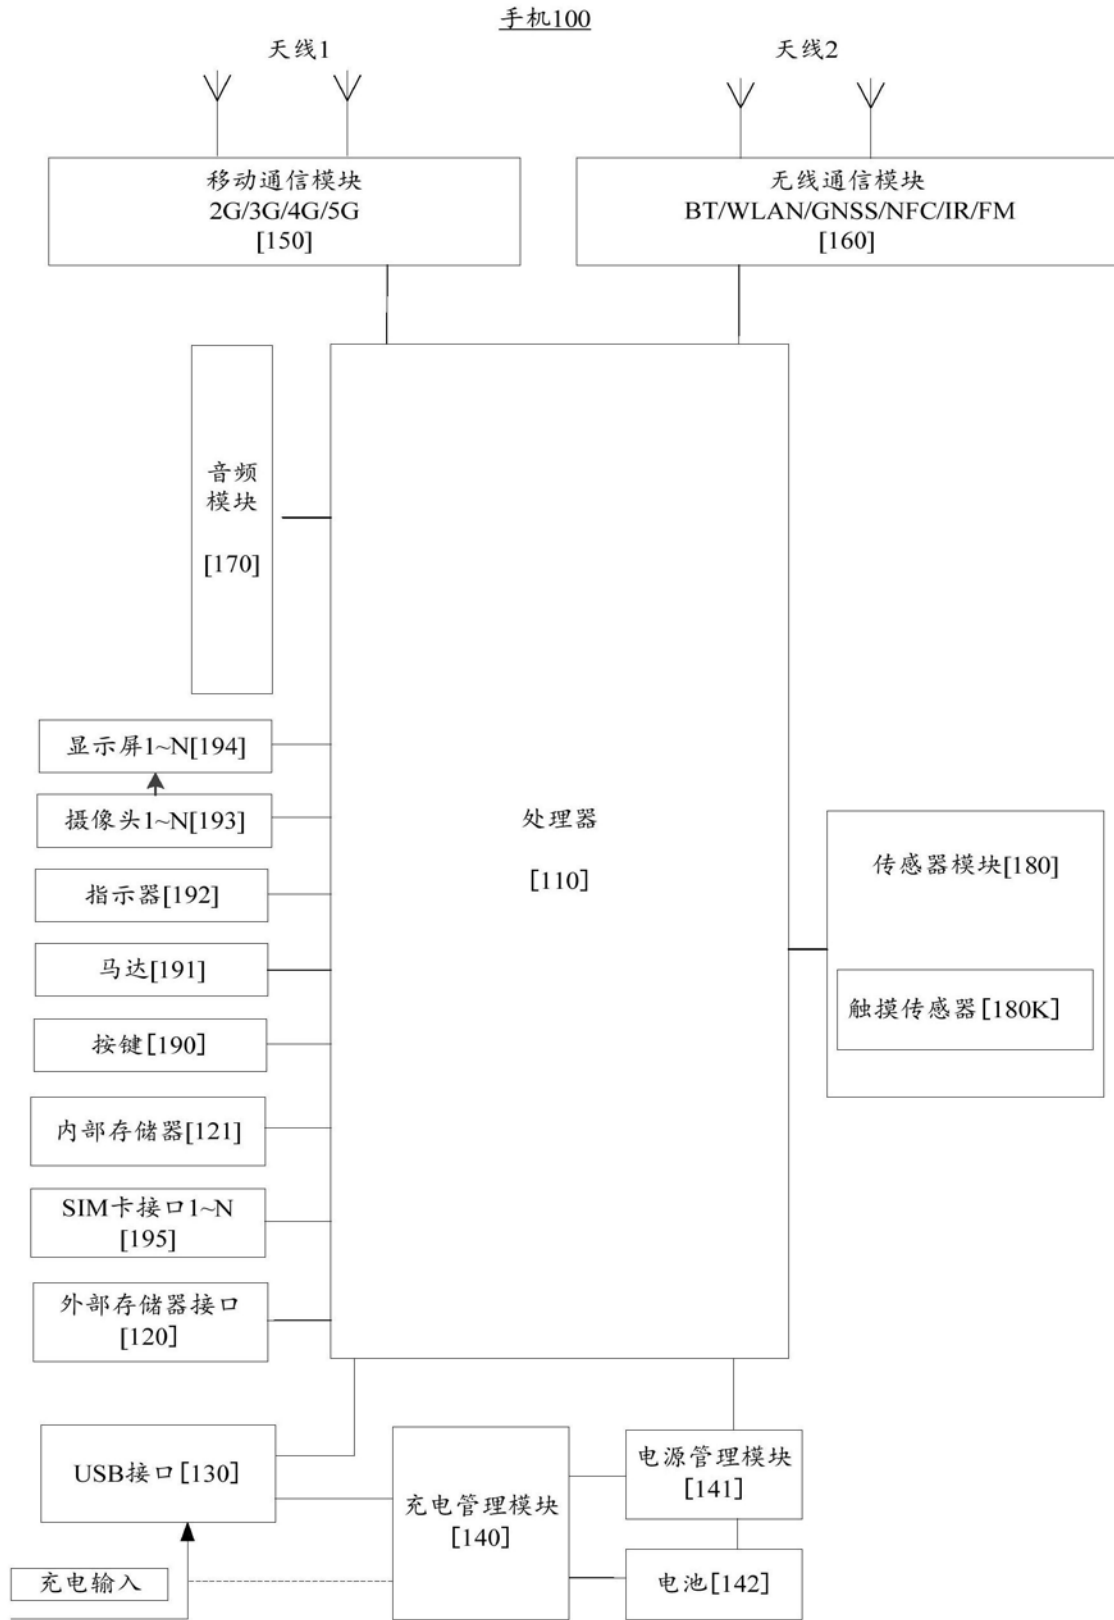 手机100
天线1
天线2
移动通信模块
2G/3G/4G/5G
[150]
无线通信模块
BT/WLAN/GNSS/NFC/IR/FM
[160]
音频
模块
[170]
显示屏1~N[194]
摄像头1~N[193]
指示器[192]
马达[191]
按键[190]
内部存储器[121]
SIM卡接口1~N
[195]
外部存储器接口
[120]
处理器
[110]
传感器模块[180]
触摸传感器[180K]
USB接口[130]
充电管理模块
[140]
电源管理模块
[141]
电池[142]
充电输入